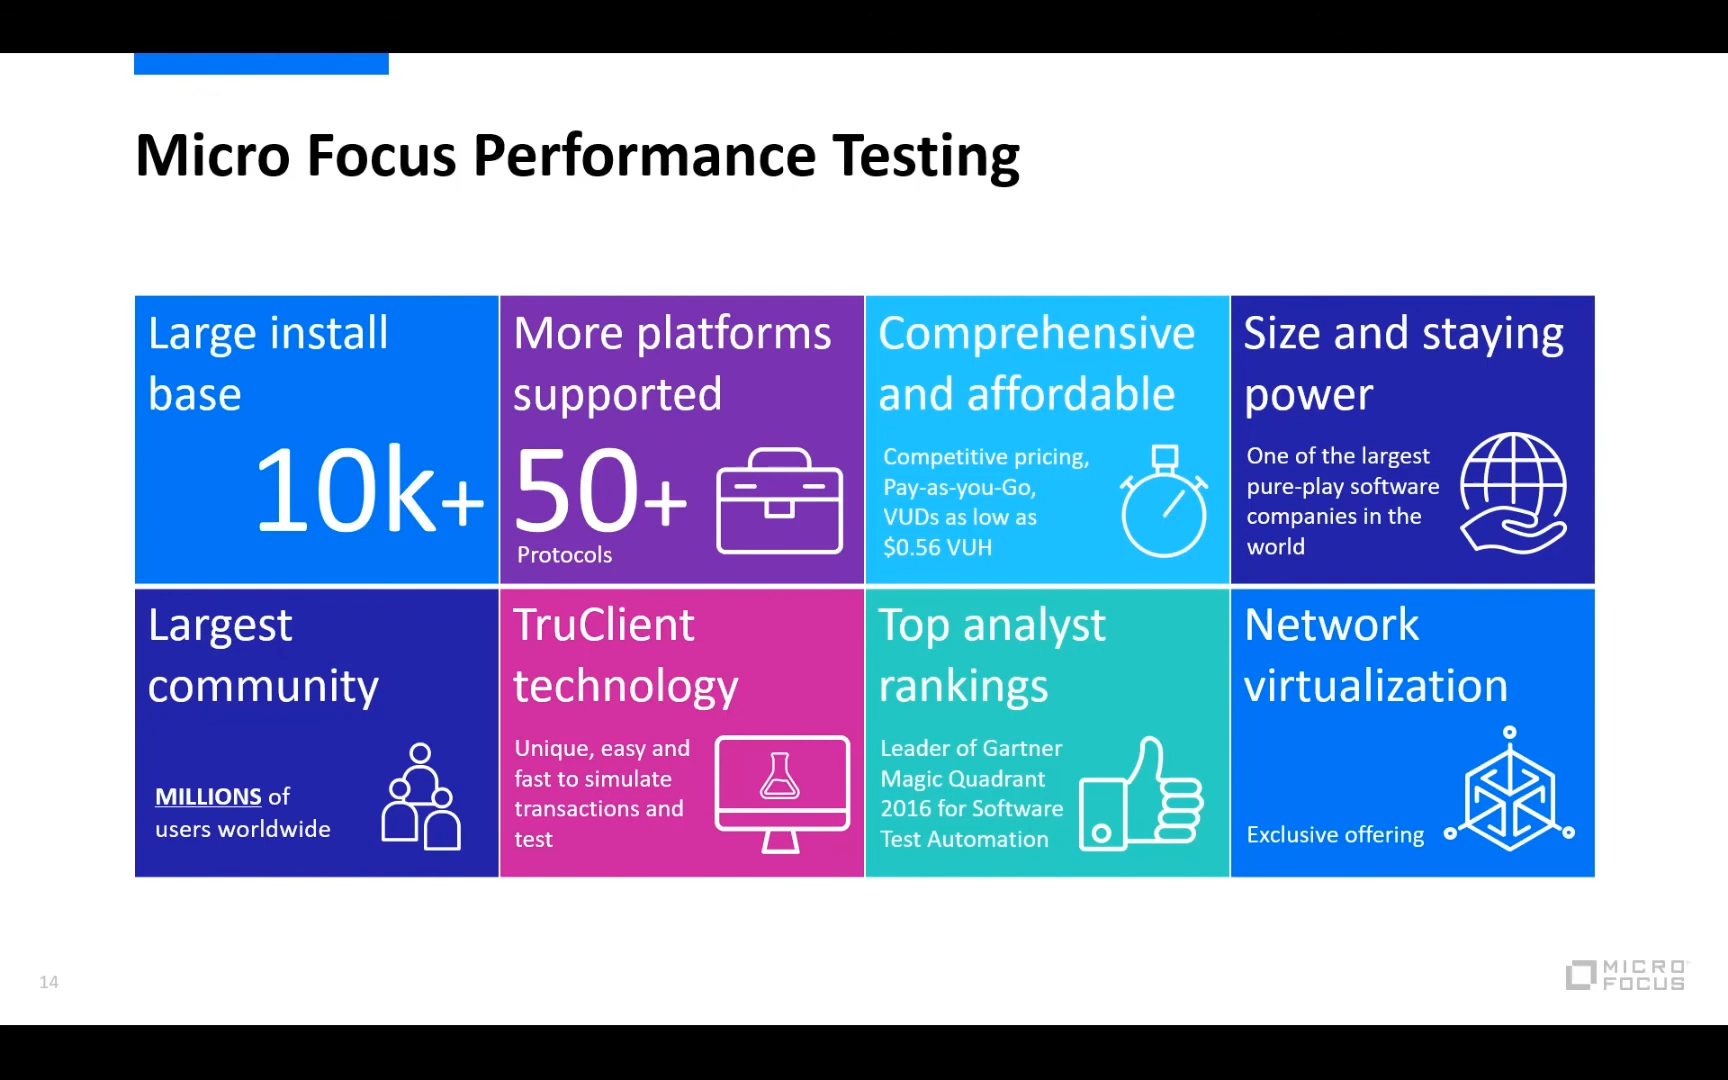 Micro Focus Performance Testing
Large install
base
10k+
More platforms
supported
50+
Protocols
Comprehensive
and affordable
Competitive pricing,
Pay-as-you-Go,
VUDs as low as
$0.56 VUH
Size and staying
power
One of the largest
pure-play software
companies in the
world
Largest
community
MILLIONS of
users worldwide
TruClient
technology
Unique, easy and
fast to simulate
transactions and
test
Top analyst
rankings
Leader of Gartner
Magic Quadrant
2016 for Software
Test Automation
Network
virtualization
Exclusive offering
14
MICRO
FOCUS